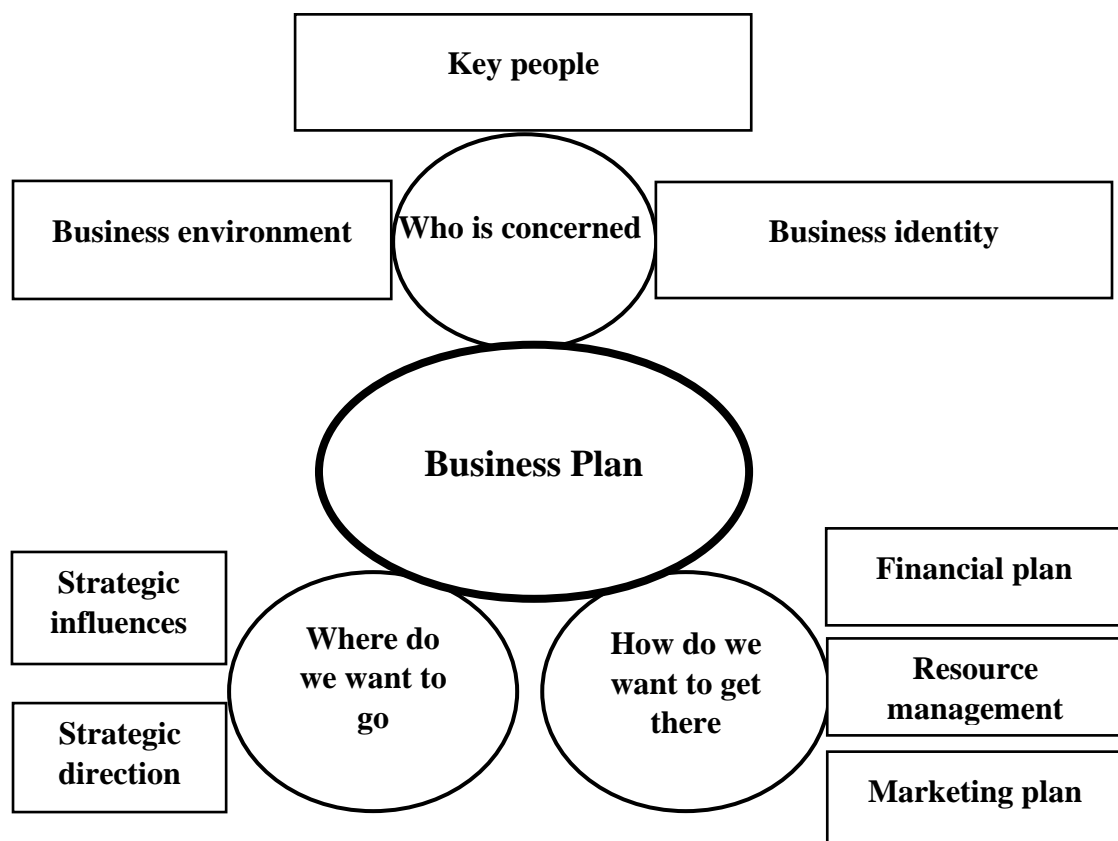 Key people
Business environment
Who is concerned
Business identity
Business Plan
Strategic
influences
Strategic
direction
Where do
we want to
go
How do we
want to get
there
Financial plan
Resource
management
Marketing plan